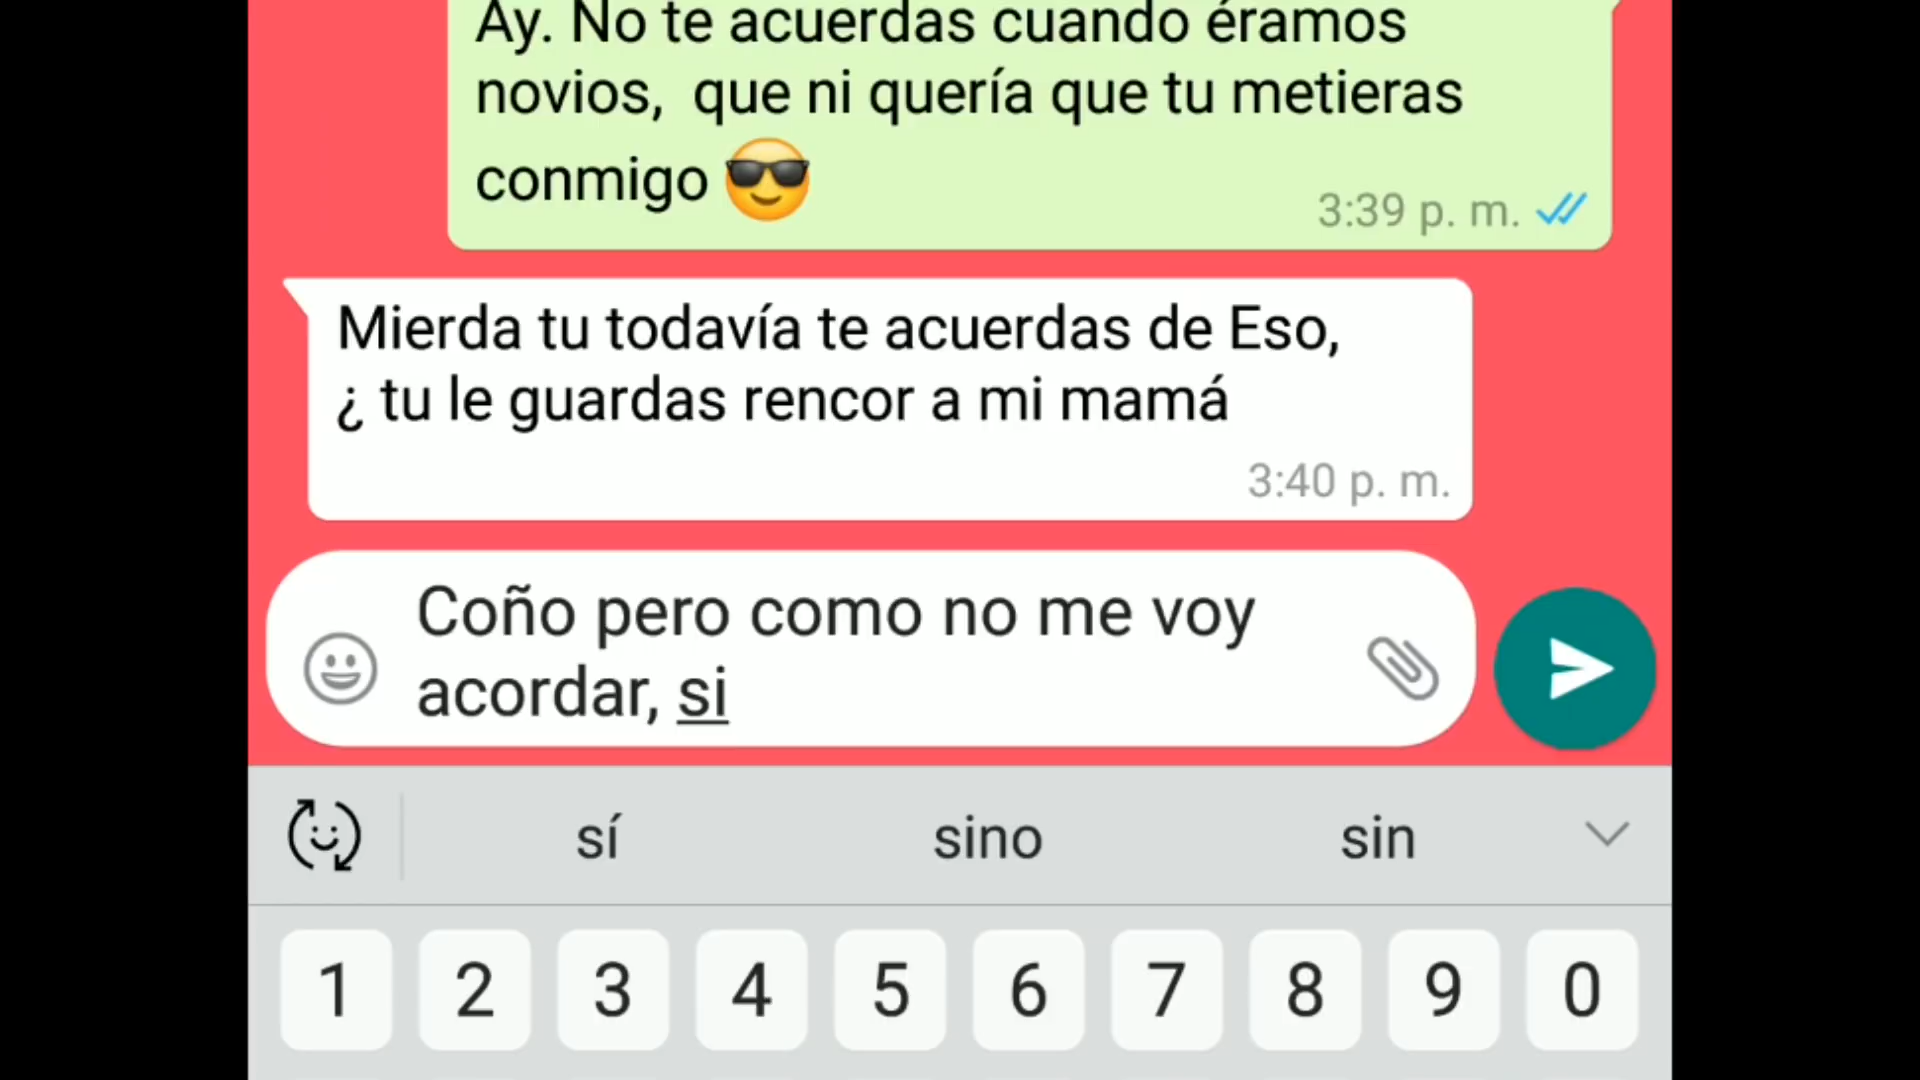 Ay. No te acuerdas cuando éramos
novios,  que ni quería que tu metieras
conmigo 😎
3:39 p. m.
Mierda tu todavía te acuerdas de Eso,
¿ tu le guardas rencor a mi mamá
3:40 p. m.
Coño pero como no me voy
acordar, si
sí sino sin
1 2 3 4 5 6 7 8 9 0